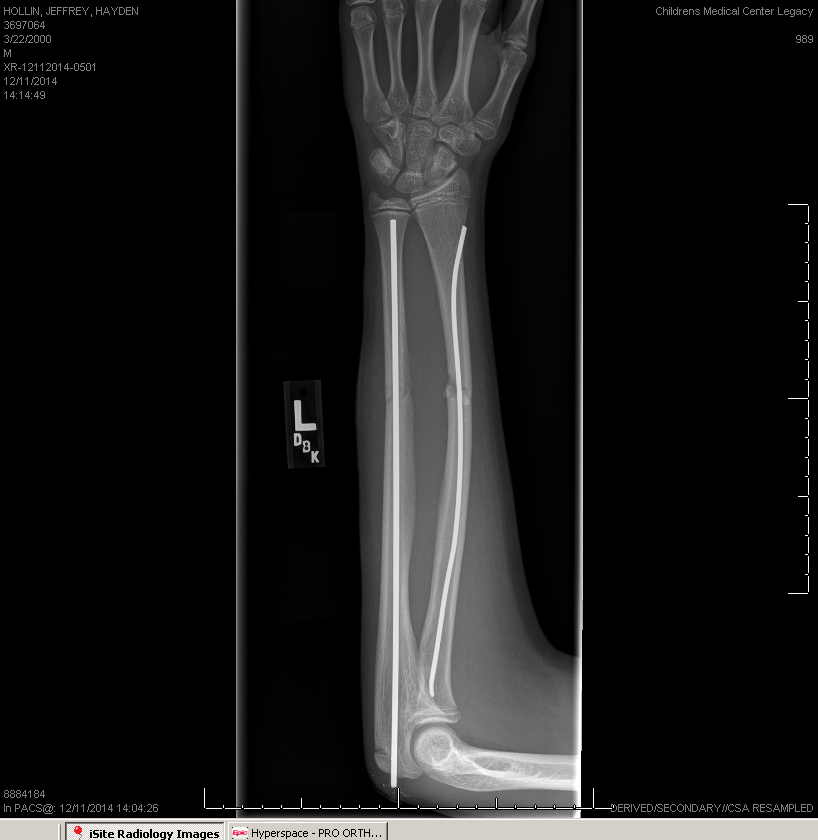 HOLLIN, JEFFREY, HAYDEN
3697064
3/22/2000
M
XR-12112014-0501
12/11/2014
14:14:49
Childrens Medical Center Legacy
989
L
D
B
K
8884184
In PACS@: 12/11/2014 14:04:26
DERIVED/SECONDARY//CSA RESAMPLED
iSite Radiology Images
Epic
Hyperspace - PRO ORTH...